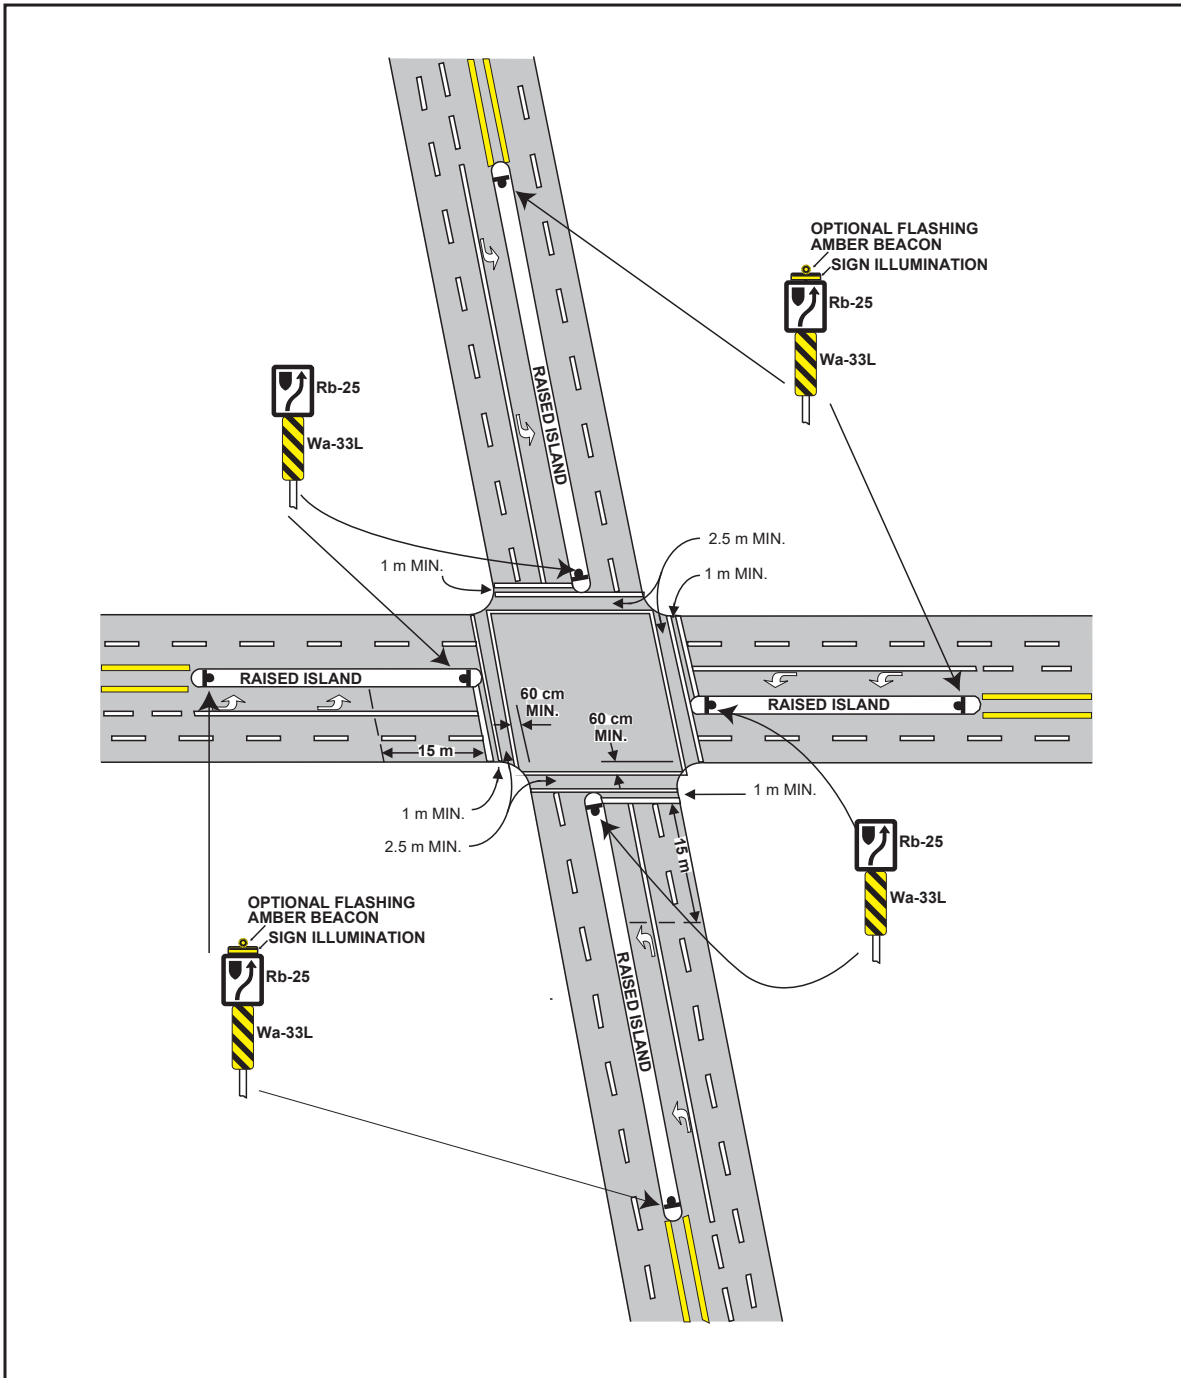 OPTIONAL FLASHING
AMBER BEACON
SIGN ILLUMINATION
Rb-25
Wa-33L
Rb-25
Wa-33L
RAISED ISLAND
2.5 m MIN.
1 m MIN.
1 m MIN.
RAISED ISLAND
RAISED ISLAND
60 cm
MIN.
60 cm
MIN.
15 m
1 m MIN.
2.5 m MIN.
1 m MIN.
15 m
Rb-25
Wa-33L
OPTIONAL FLASHING
AMBER BEACON
SIGN ILLUMINATION
Rb-25
Wa-33L
RAISED ISLAND